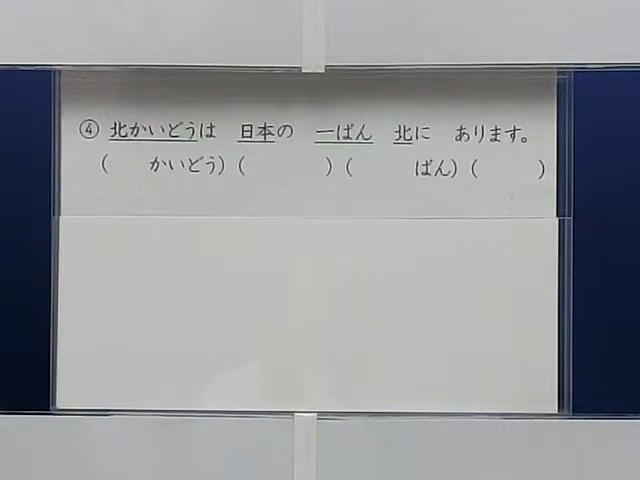 ④ 北かいどうは 日本の 一ばん 北に あります。
( かいどう) ( ) ( ばん) ( )